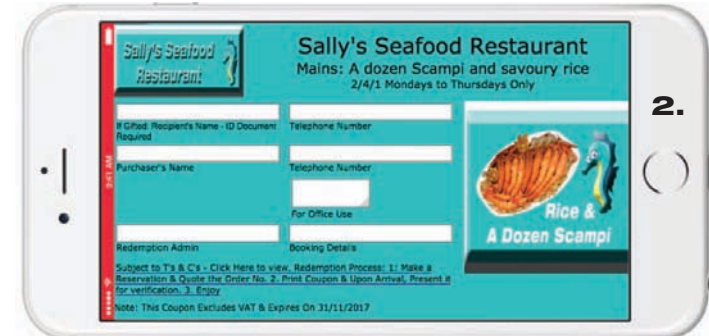 Sally's Seafood
Restaurant
Sally's Seafood Restaurant
Mains: A dozen Scampi and savoury rice
2/4/1 Mondays to Thursdays Only
If Gifted: Recipient's Name - ID Document
Required
Telephone Number
Purchaser's Name
Telephone Number
For Office Use
Redemption Admin
Booking Details
Rice &
A Dozen Scampi
Subject to T's & C's - Click Here to view. Redemption Process: 1: Make a
Reservation & Quote the Order No. 2. Print Coupon & Upon Arrival, Present it
for verification. 3. Enjoy
Note: This Coupon Excludes VAT & Expires On 31/11/2017
9:41 AM
2.